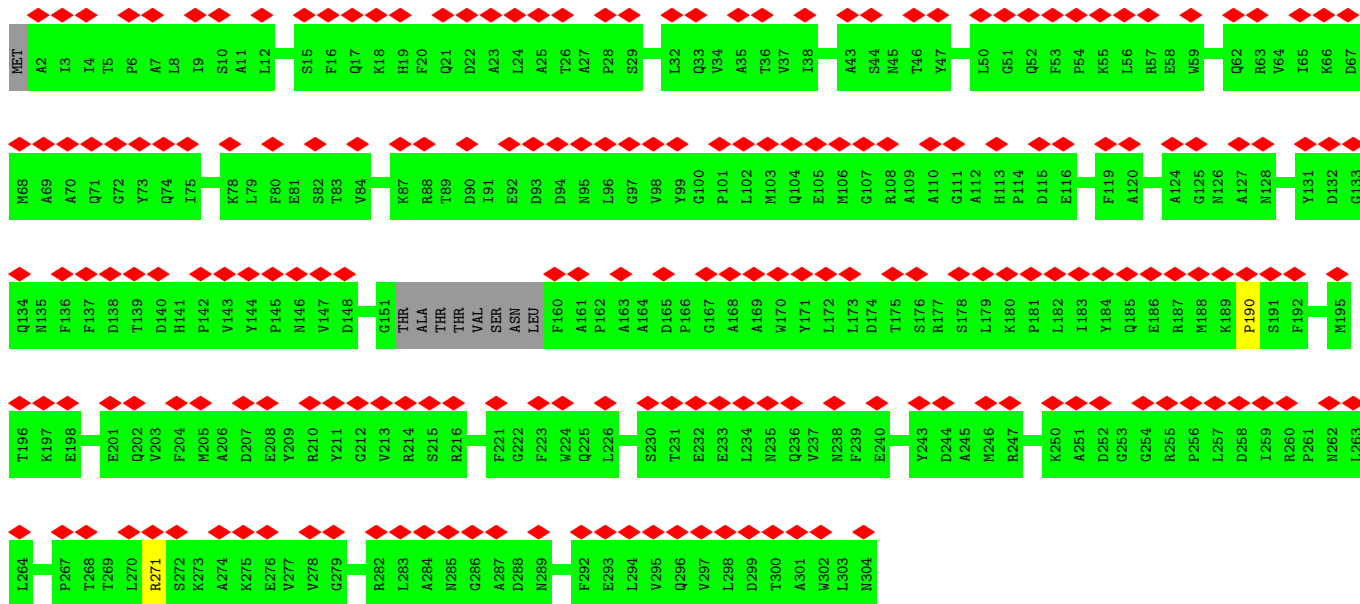 MET A2 I3 I4 T5 P6 A7 L8 I9 S10 A11 L12 S15 F16 Q17 K18 H19 F20 Q21 D22 A23 L24 A25 T26 A27 P28 S29 L32 Q33 V34 A35 T36 V37 I38 A43 S44 N45 T46 Y47 L50 G51 Q52 F53 P54 K55 L56 R57 E58 W59 Q62 R63 V64 I65 K66 D67
M68 A69 A70 Q71 G72 Y73 Q74 I75 K78 L79 F80 E81 S82 T83 V84 K87 R88 T89 D90 I91 E92 D93 D94 N95 L96 G97 V98 Y99 G100 P101 L102 M103 Q104 E105 M106 G107 R108 A109 A110 G111 A112 H113 P114 D115 E116 F119 A120 A124 G125 N126 A127 N128 Y131 D132 G133
Q134 N135 F136 F137 D138 T139 D140 H141 P142 V143 Y144 P145 N146 V147 D148 G151 THR ALA THR THR VAL SER ASN LEU F160 A161 P162 A163 A164 D165 P166 G167 A168 A169 W170 Y171 L172 L173 D174 T175 S176 R177 S178 L179 K180 P181 L182 I183 Y184 Q185 E186 R187 M188 K189 P190 S191 F192 M195
T196 K197 E198 E201 Q202 V203 F204 M205 A206 D207 E208 Y209 R210 Y211 G212 V213 R214 S215 R216 F221 G222 F223 W224 Q225 L226 S230 T231 E232 E233 L234 N235 Q236 V237 N238 F239 E240 Y243 D244 A245 M246 R247 K250 A251 D252 G253 G254 R255 P256 L257 D258 I259 R260 P261 N262 L263
L264 P267 T268 T269 L270 R271 S272 K273 A274 K275 E276 V277 V278 G279 R282 L283 A284 N285 G286 A287 D288 N289 F292 E293 L294 V295 Q296 V297 L298 D299 T300 A301 W302 L303 N304